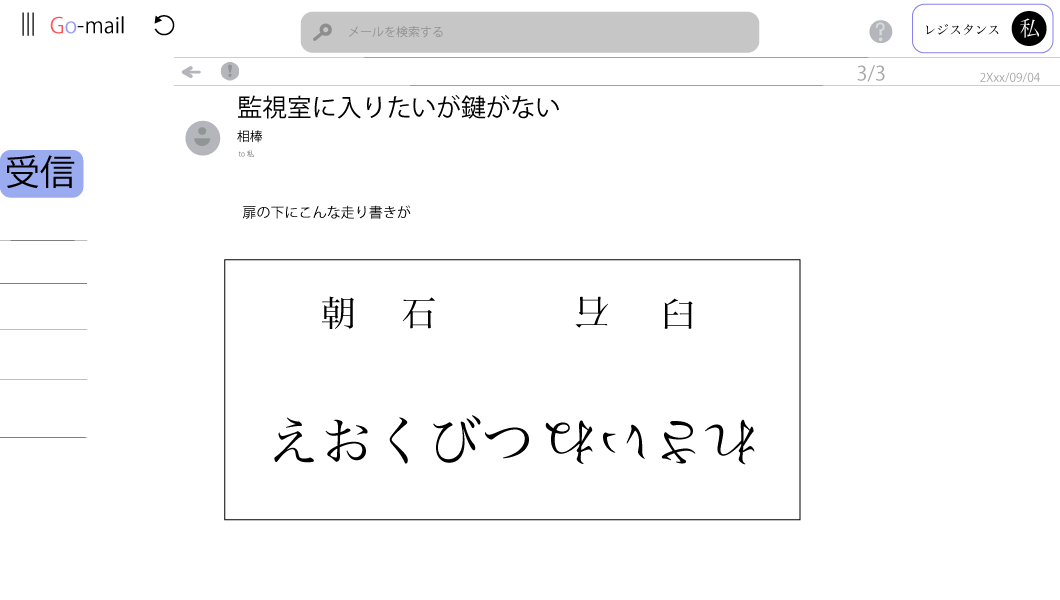 Go-mail
メールを検索する
?
レジスタンス
私
!
3/3
2Xxx/09/04
監視室に入りたいが鍵がない
相棒
to 私
受信
扉の下にこんな走り書きが
朝 石 石 臼
えおくびつ